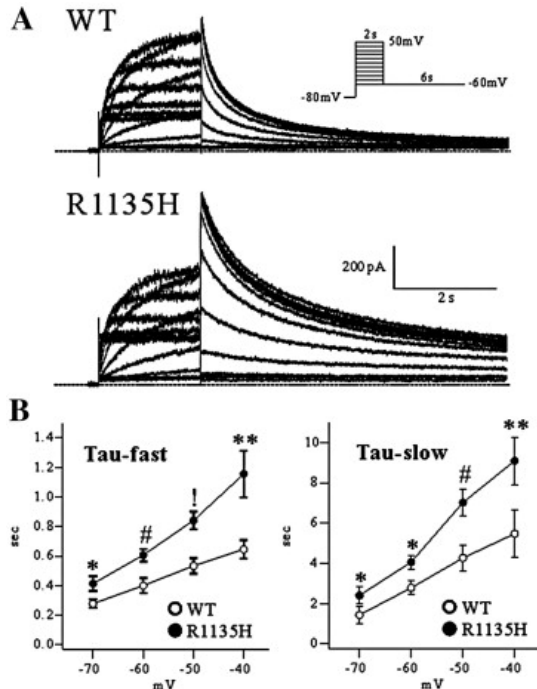 A WT
2s
50mV
6s
-80mV
-60mV
R1135H
200 pA
2 s
B
1.4
1.2
1.0
0.8
0.6
0.4
0.2
0.0
sec
Tau-fast
* # ! **
WT
R1135H
-70 -60 -50 -40
mV
10
8
6
4
2
0
sec
Tau-slow
* * # **
WT
R1135H
-70 -60 -50 -40
mV